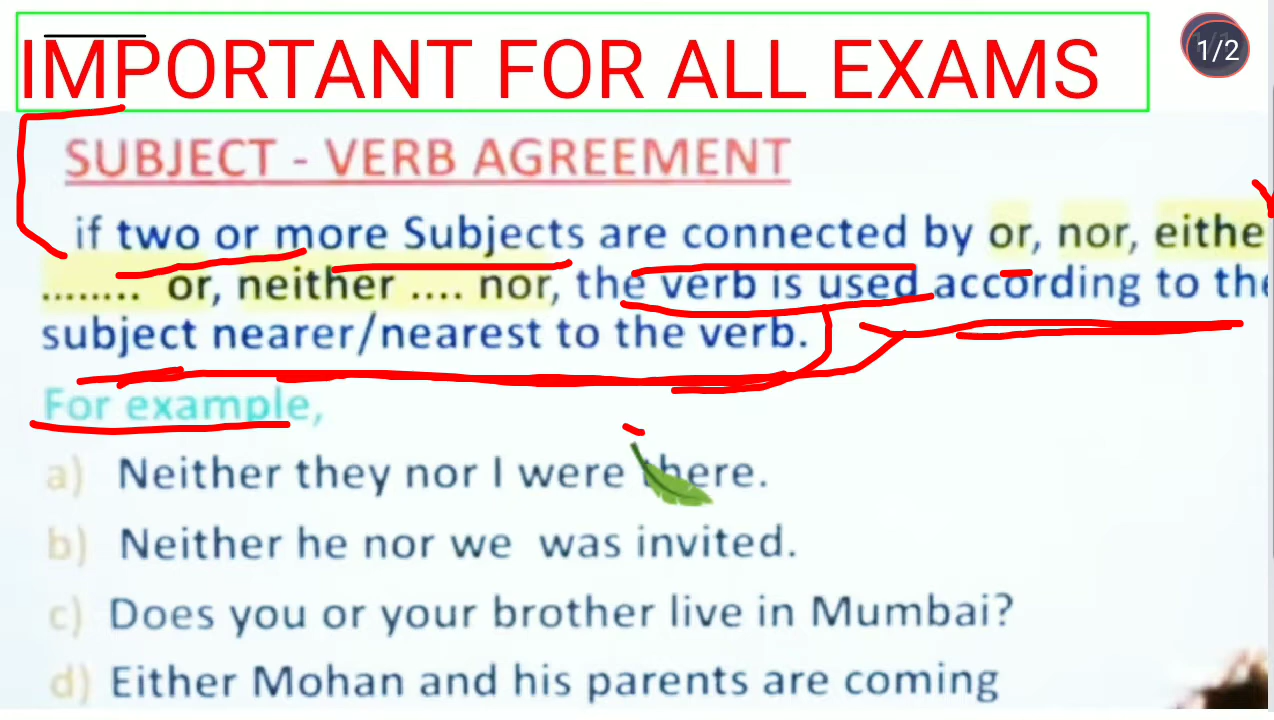 IMPORTANT FOR ALL EXAMS
1/2
SUBJECT - VERB AGREEMENT
if two or more Subjects are connected by or, nor, eithe
........ or, neither .... nor, the verb is used according to the
subject nearer/nearest to the verb.
For example,
a) Neither they nor I were there.
b) Neither he nor we was invited.
c) Does you or your brother live in Mumbai?
d) Either Mohan and his parents are coming